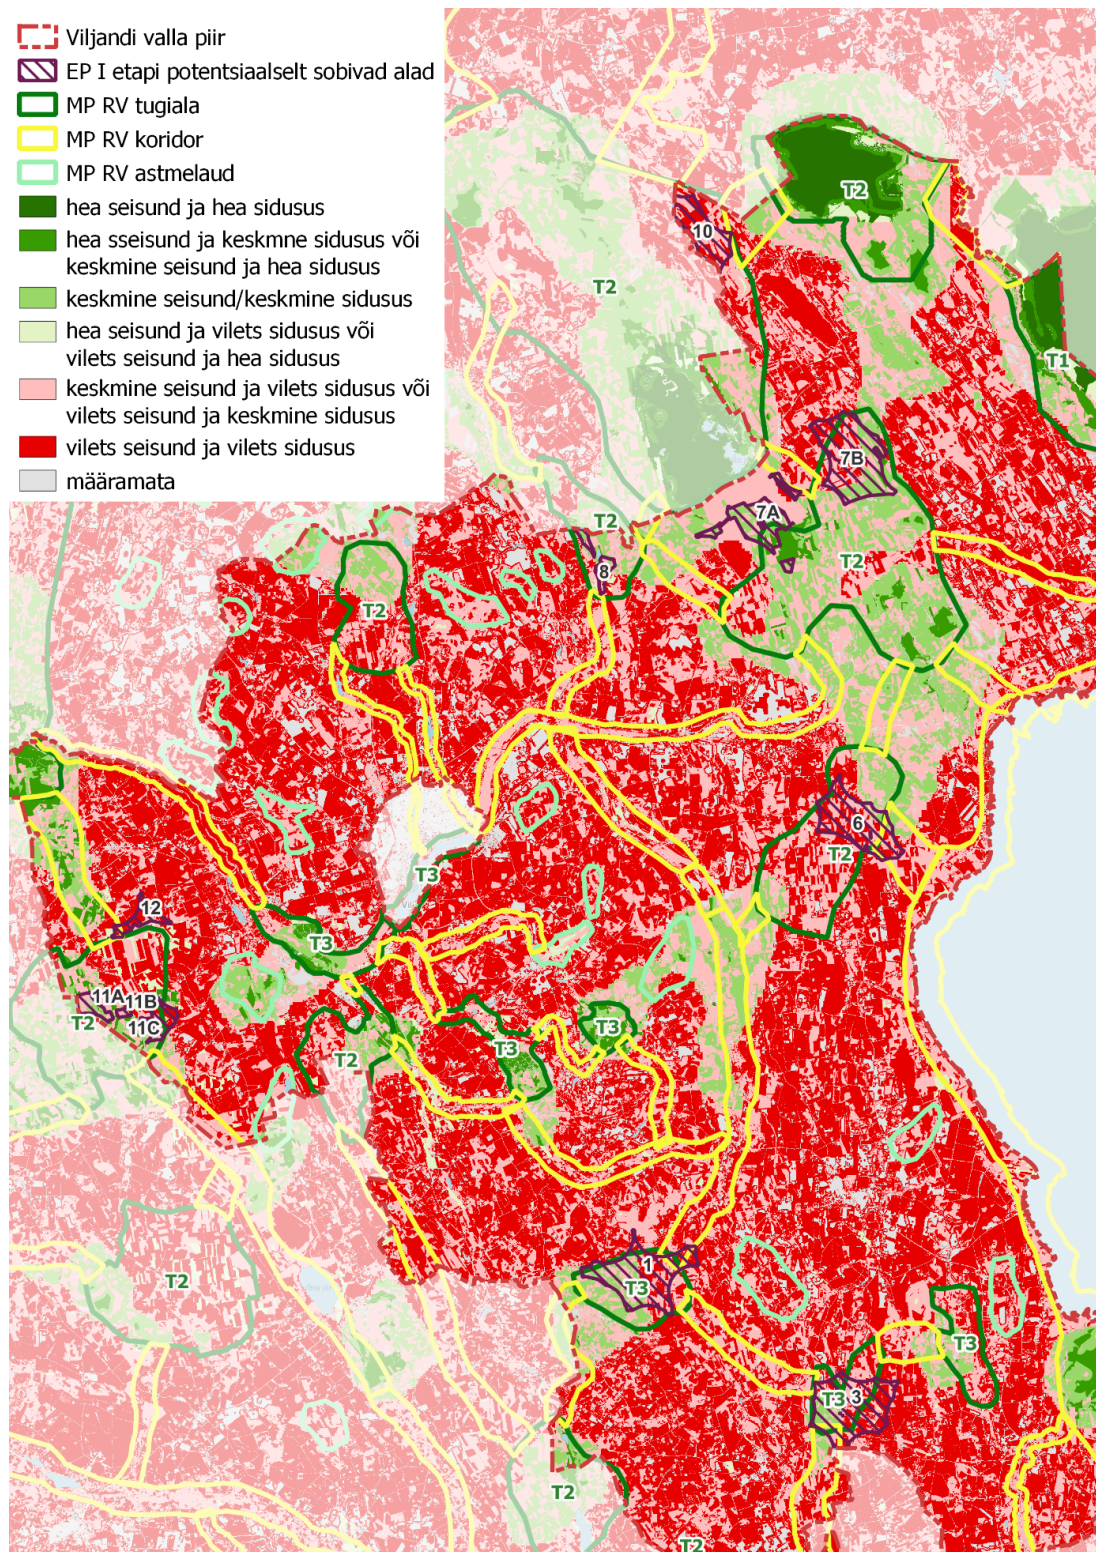 Viljandi valla piir
EP I etapi potentsiaalselt sobivad alad
MP RV tugiala
MP RV koridor
MP RV astmelaud
hea seisund ja hea sidusus
hea sseisund ja keskmne sidusus või
keskmine seisund ja hea sidusus
keskmine seisund/keskmine sidusus
hea seisund ja vilets sidusus või
vilets seisund ja hea sidusus
keskmine seisund ja vilets sidusus või
vilets seisund ja keskmine sidusus
vilets seisund ja vilets sidusus
määramata
T2
10
T2
T1
7B
7A
T2
8
T2
T2
6
T2
T3
12
T3
11A
11B
T2
11C
T3
T3
T2
1
T2
T3
T3
T3
3
T2
T2